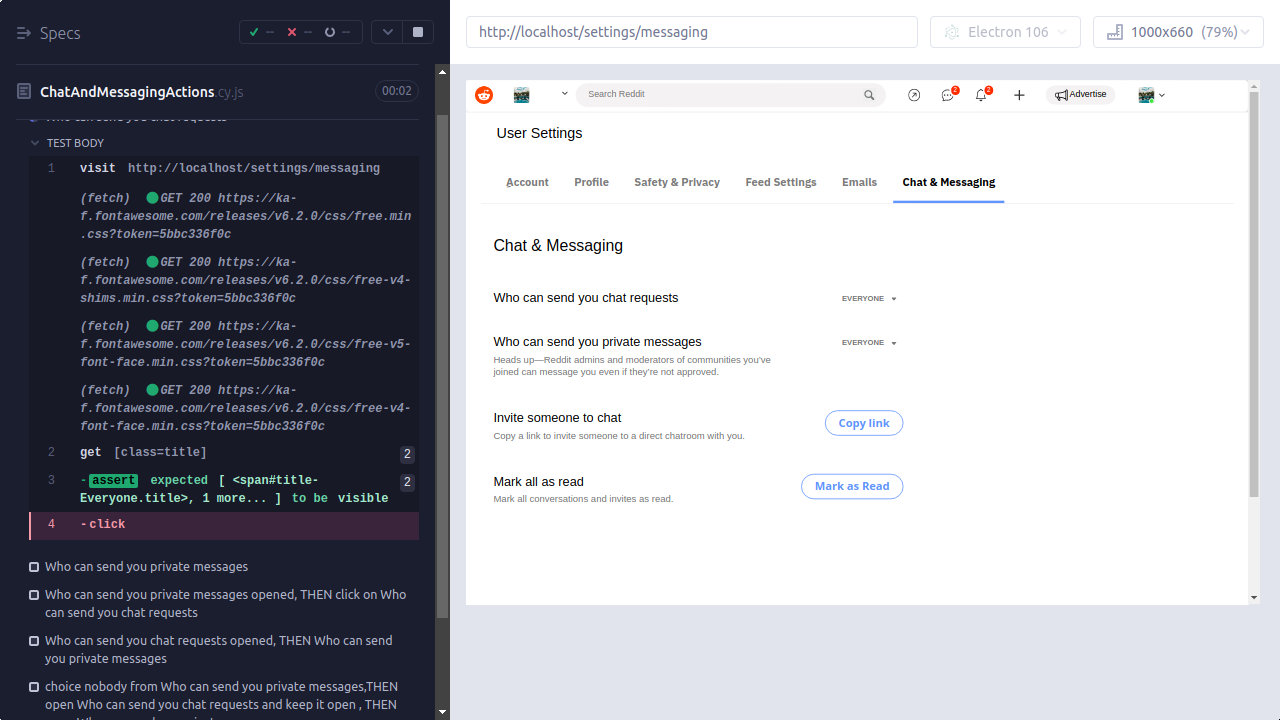 Specs
http://localhost/settings/messaging
Electron 106
1000x660 (79%)
ChatAndMessagingActions.cy.js
00:02
TEST BODY
1 visit http://localhost/settings/messaging
(fetch) GET 200 https://ka-
f.fontawesome.com/releases/v6.2.0/css/free.min
.css?token=5bbc336f0c
(fetch) GET 200 https://ka-
f.fontawesome.com/releases/v6.2.0/css/free-v4-
shims.min.css?token=5bbc336f0c
(fetch) GET 200 https://ka-
f.fontawesome.com/releases/v6.2.0/css/free-v5-
font-face.min.css?token=5bbc336f0c
(fetch) GET 200 https://ka-
f.fontawesome.com/releases/v6.2.0/css/free-v4-
font-face.min.css?token=5bbc336f0c
2 get [class=title] 2
3 -assert expected [ <span#title- 2
Everyone.title>, 1 more... ] to be visible
4 -click
Who can send you private messages
Who can send you private messages opened, THEN click on Who
can send you chat requests
Who can send you chat requests opened, THEN Who can send
you private messages
choice nobody from Who can send you private messages,THEN
open Who can send you chat requests and keep it open , THEN
Search Reddit
2
2
Advertise
User Settings
Account Profile Safety & Privacy Feed Settings Emails Chat & Messaging
Chat & Messaging
Who can send you chat requests
EVERYONE
Who can send you private messages
EVERYONE
Heads up—Reddit admins and moderators of communities you've
joined can message you even if they're not approved.
Invite someone to chat
Copy a link to invite someone to a direct chatroom with you.
Copy link
Mark all as read
Mark all conversations and invites as read.
Mark as Read